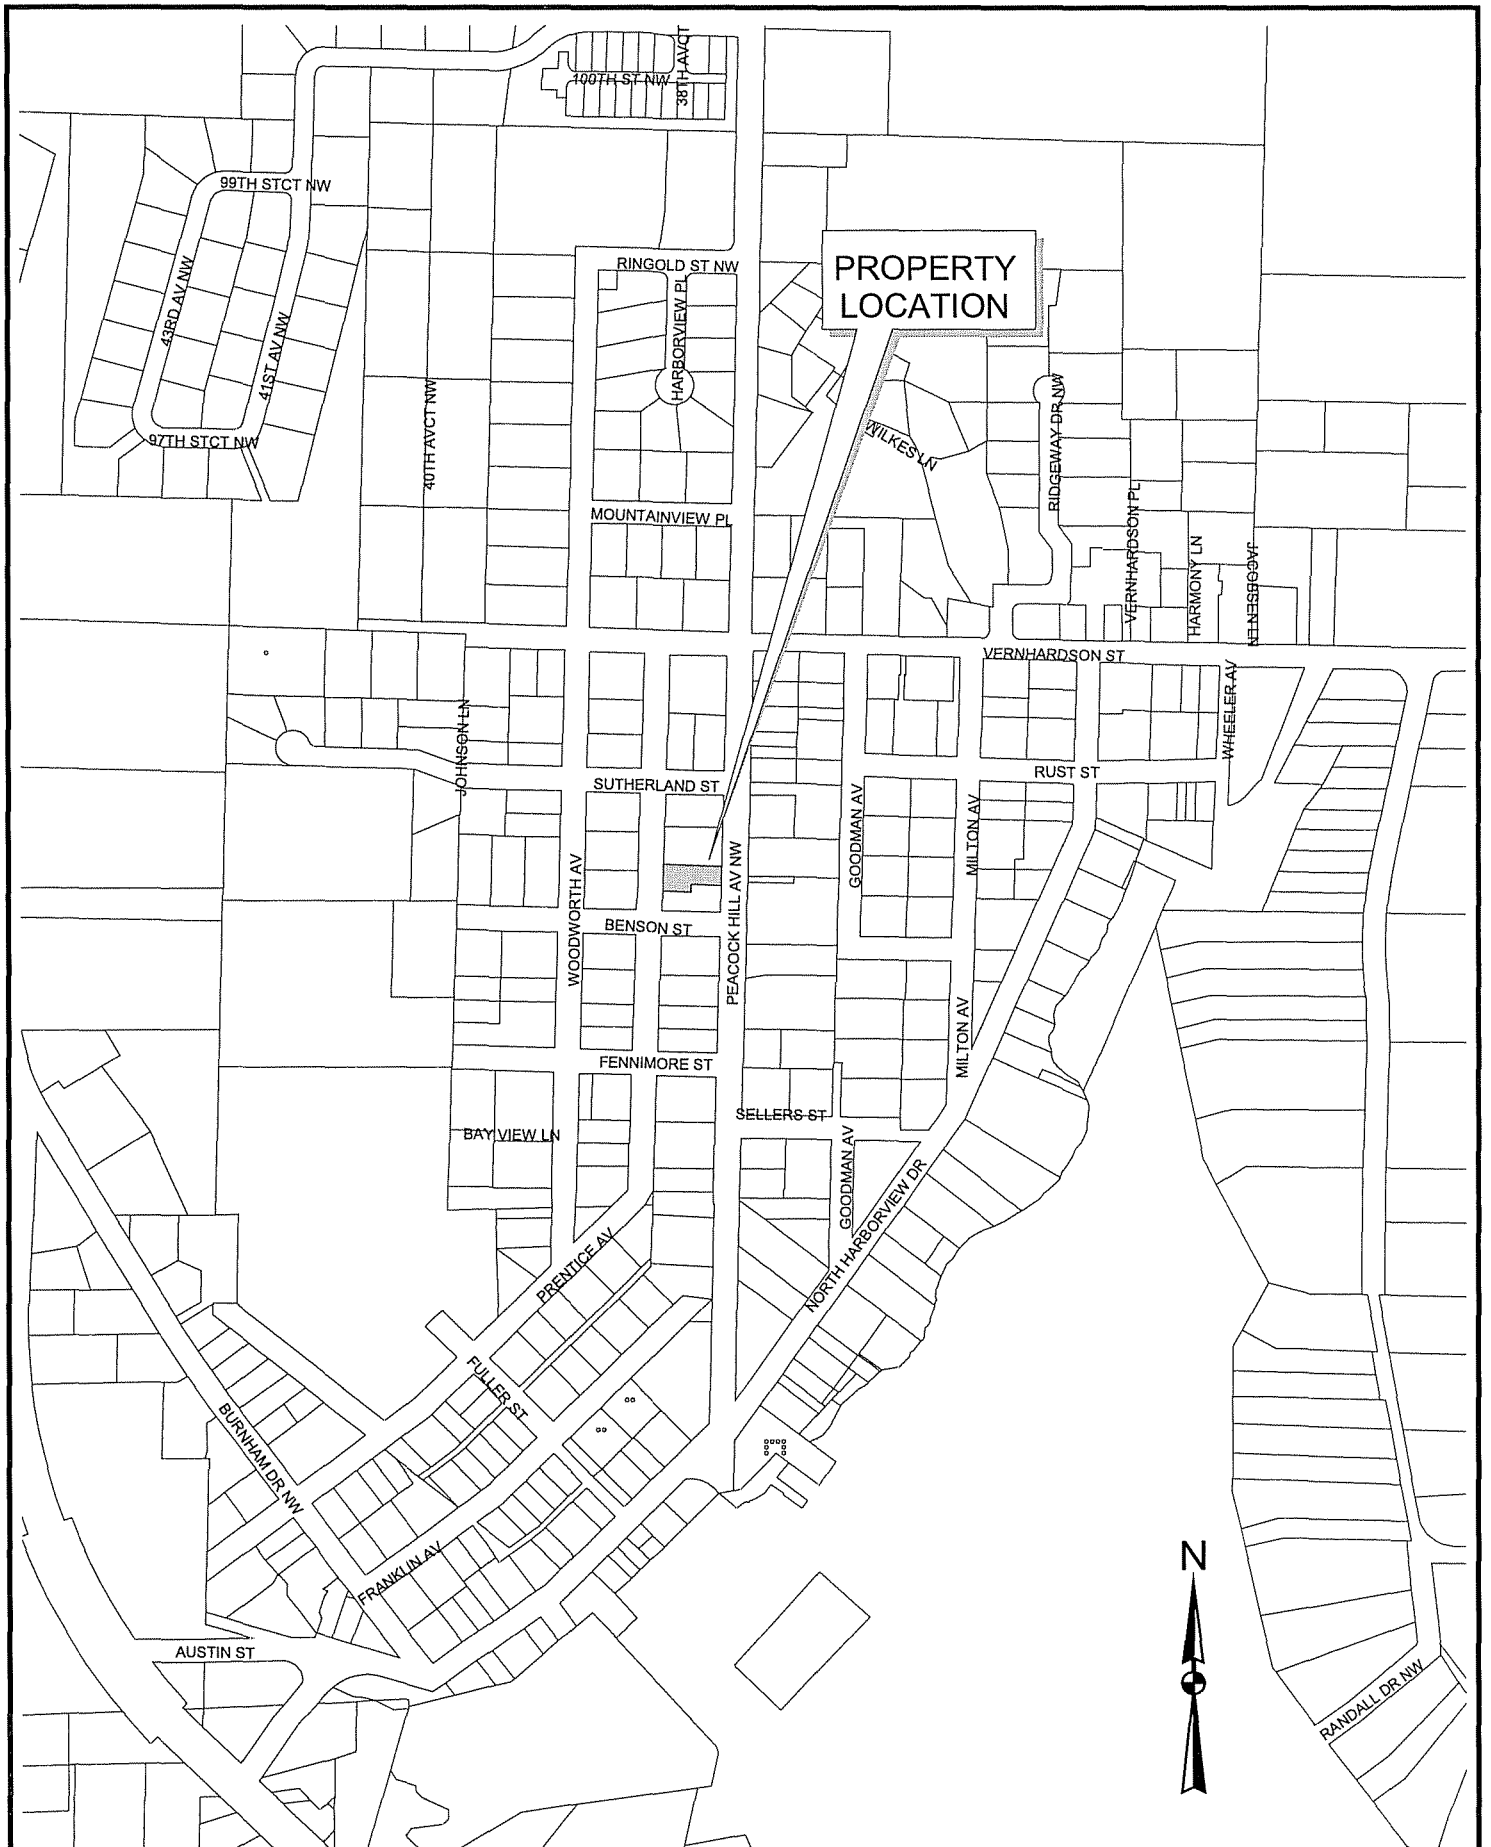 38TH AVCT
100TH ST NW
99TH STCT NW
43RD AV NW
41ST AV NW
97TH STCT NW
40TH AVCT NW
RINGOLD ST NW
HARBORVIEW PL
PROPERTY
LOCATION
WILKES LN
RIDGEWAY DR NW
MOUNTAINVIEW PL
VERNHARDSON PL
HARMONY LN
JACOBSEN LN
VERNHARDSON ST
WHEELER AV
JOHNSON LN
SUTHERLAND ST
RUST ST
GOODMAN AV
MILTON AV
WOODWORTH AV
PEACOCK HILL AV NW
BENSON ST
MILTON AV
FENNIMORE ST
SELLERS ST
BAY VIEW LN
GOODMAN AV
NORTH HARBORVIEW DR
PRENTICE AV
FULLER ST
BURNHAM DR NW
FRANKLIN AV
AUSTIN ST
N
RANDALL DR NW